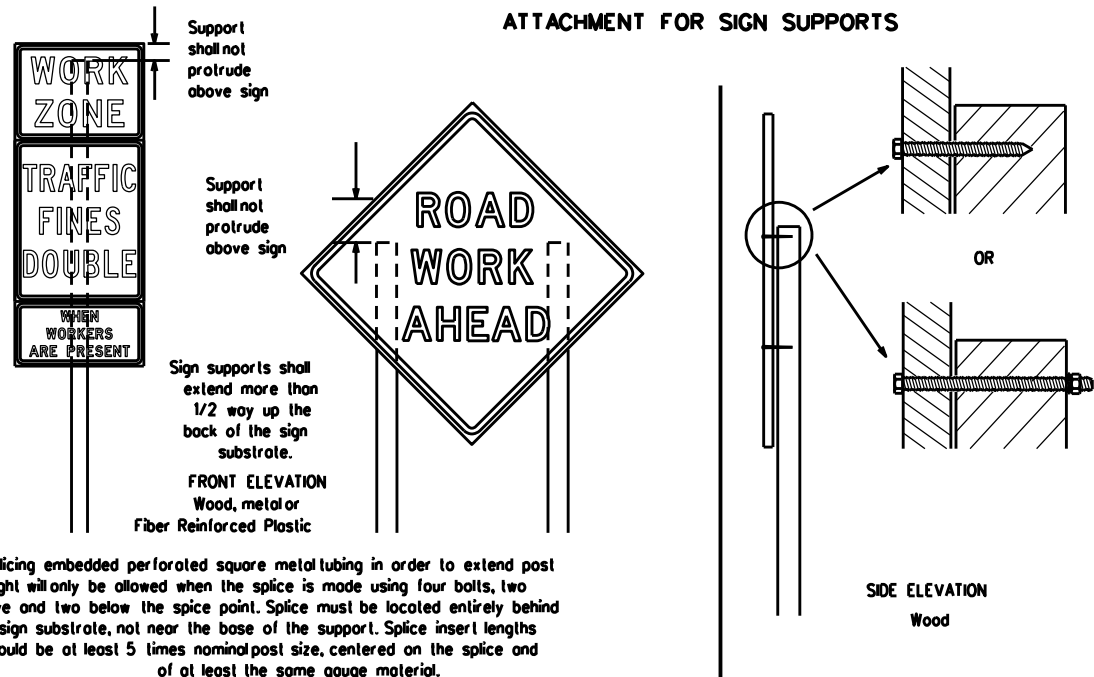 ATTACHMENT FOR SIGN SUPPORTS
Support
shall not
protrude
above sign
WORK
ZONE
TRAFFIC
FINES
DOUBLE
WHEN
WORKERS
ARE PRESENT
Support
shall not
protrude
above sign
ROAD
WORK
AHEAD
Sign supports shall
extend more than
1/2 way up the
back of the sign
substrate.
FRONT ELEVATION
Wood, metal or
Fiber Reinforced Plastic
embedded perforated square metal tubing in order to extend post
will only be allowed when the splice is made using four bolts, two
and two below the spice point. Splice must be located entirely behind
sign substrate, not near the base of the support. Splice insert lengths
be at least 5 times nominal post size, centered on the splice and
of at least the same gauge material.
OR
SIDE ELEVATION
Wood